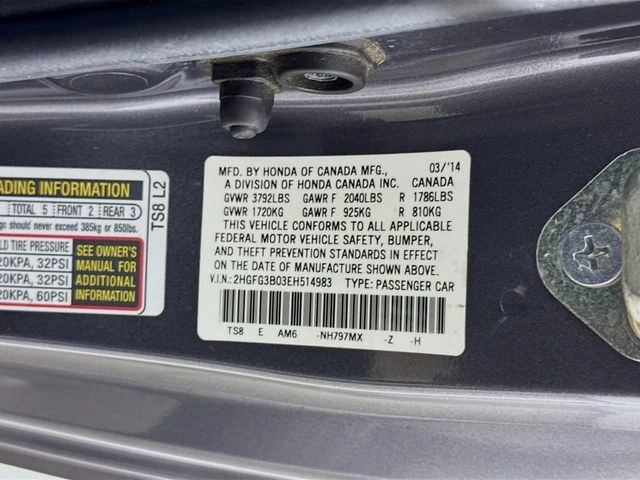 ADING INFORMATION
TOTAL 5 FRONT 2 REAR 3
go should never exceed 385kg or 850lbs.
LD TIRE PRESSURE
20KPA, 32PSI
20KPA, 32PSI
20KPA, 60PSI
SEE OWNER'S
MANUAL FOR
ADDITIONAL
INFORMATION
TS8 L2
MFD. BY HONDA OF CANADA MFG., 03/'14
A DIVISION OF HONDA CANADA INC. CANADA
GVWR 3792LBS GAWR F 2040LBS R 1786LBS
GVWR 1720KG GAWR F 925KG R 810KG
THIS VEHICLE CONFORMS TO ALL APPLICABLE
FEDERAL MOTOR VEHICLE SAFETY, BUMPER,
AND THEFT PREVENTION STANDARDS IN EFFECT
ON THE DATE OF MANUFACTURE SHOWN ABOVE.
V.I.N.: 2HGFG3B03EH514983 TYPE: PASSENGER CAR
TS8 E AM6 -NH797MX -Z -H